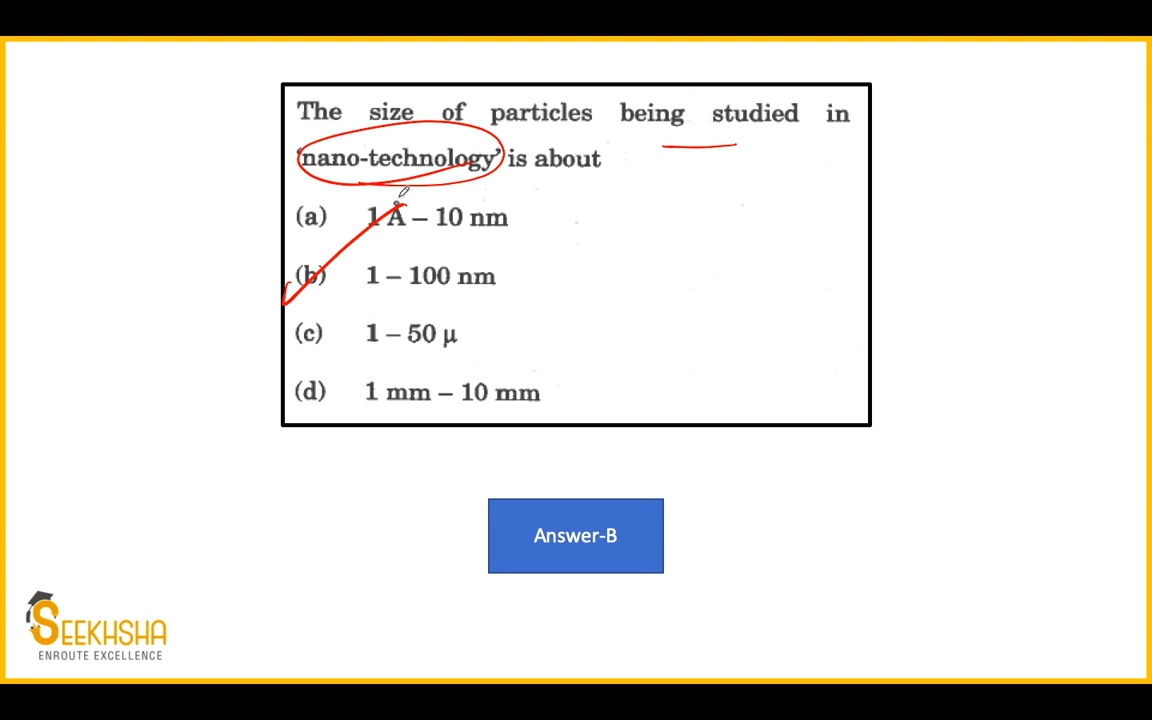 The size of particles being studied in
'nano-technology' is about
(a) 1 Å – 10 nm
(b) 1 – 100 nm
(c) 1 – 50 μ
(d) 1 mm – 10 mm
Answer-B
SEEKHSHA
ENROUTE EXCELLENCE